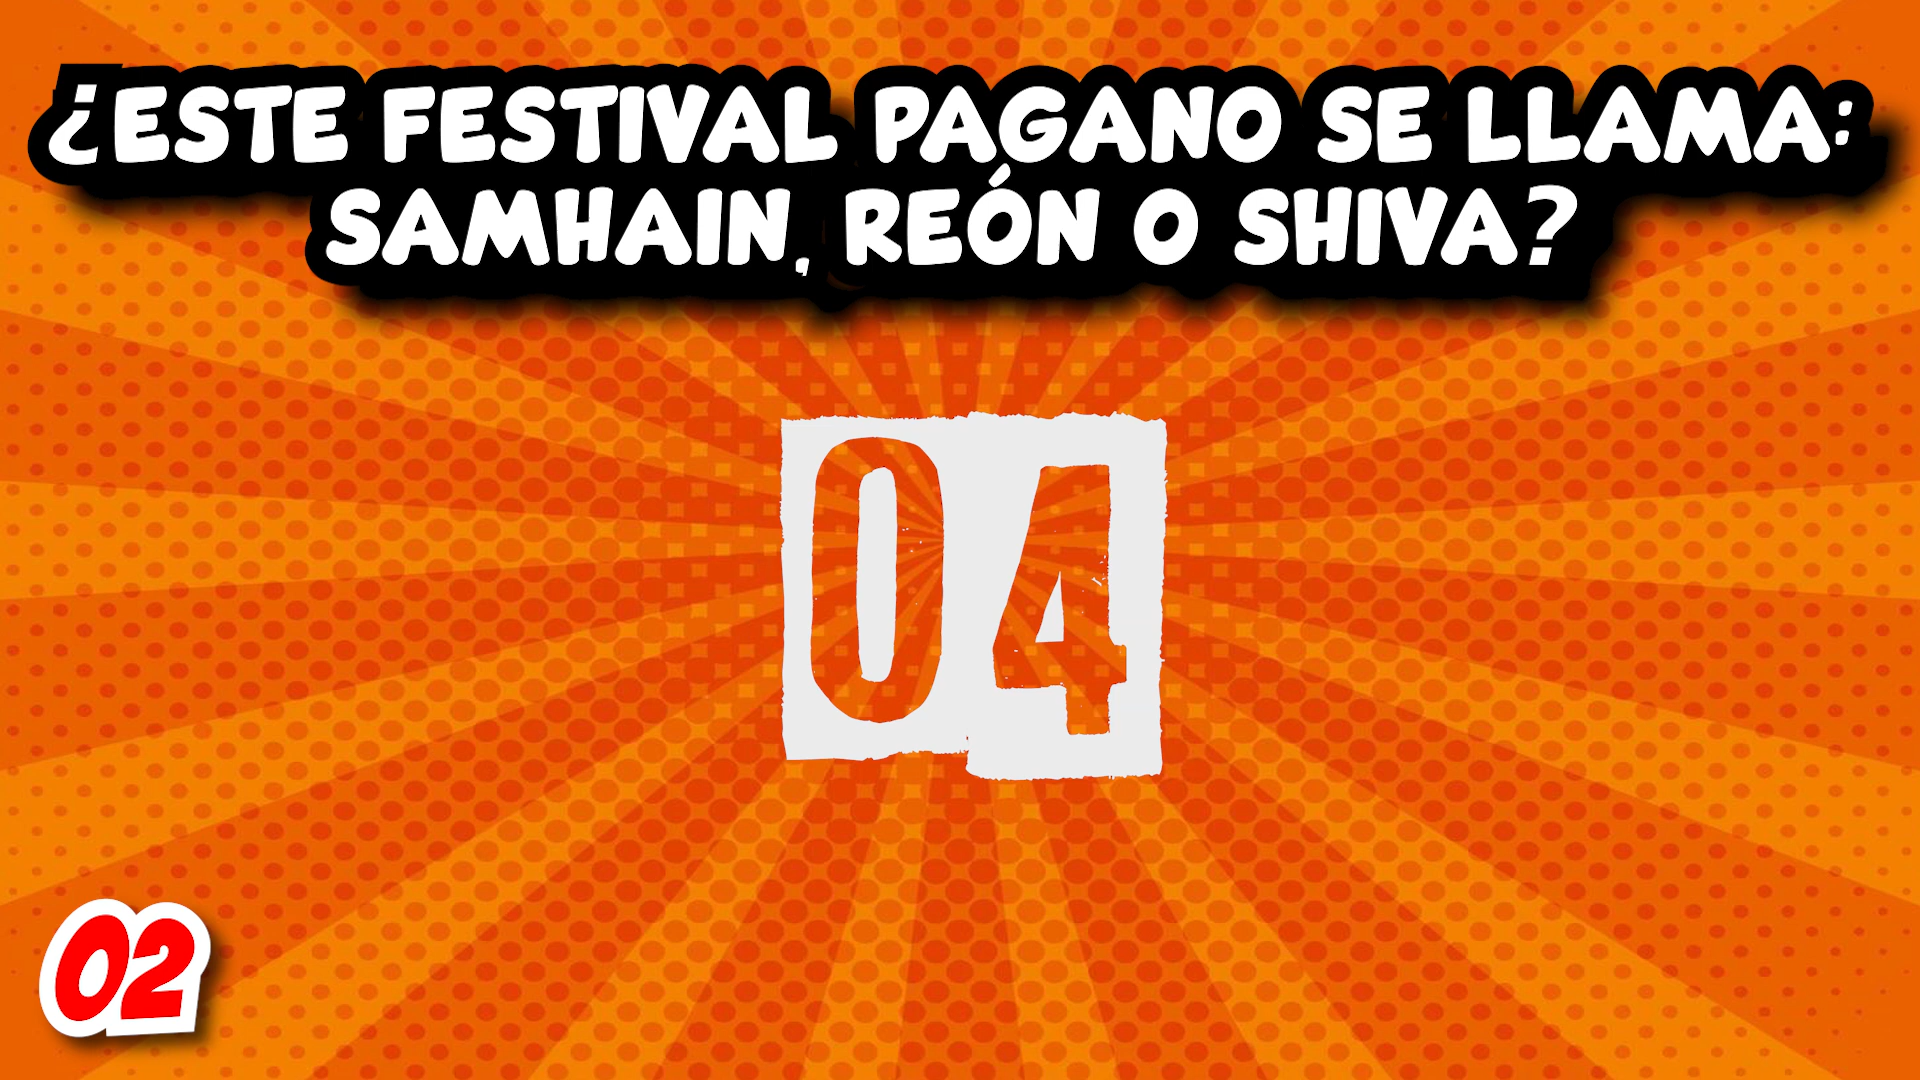 ¿ESTE FESTIVAL PAGANO SE LLAMA:
SAMHAIN, REÓN O SHIVA?
04
02